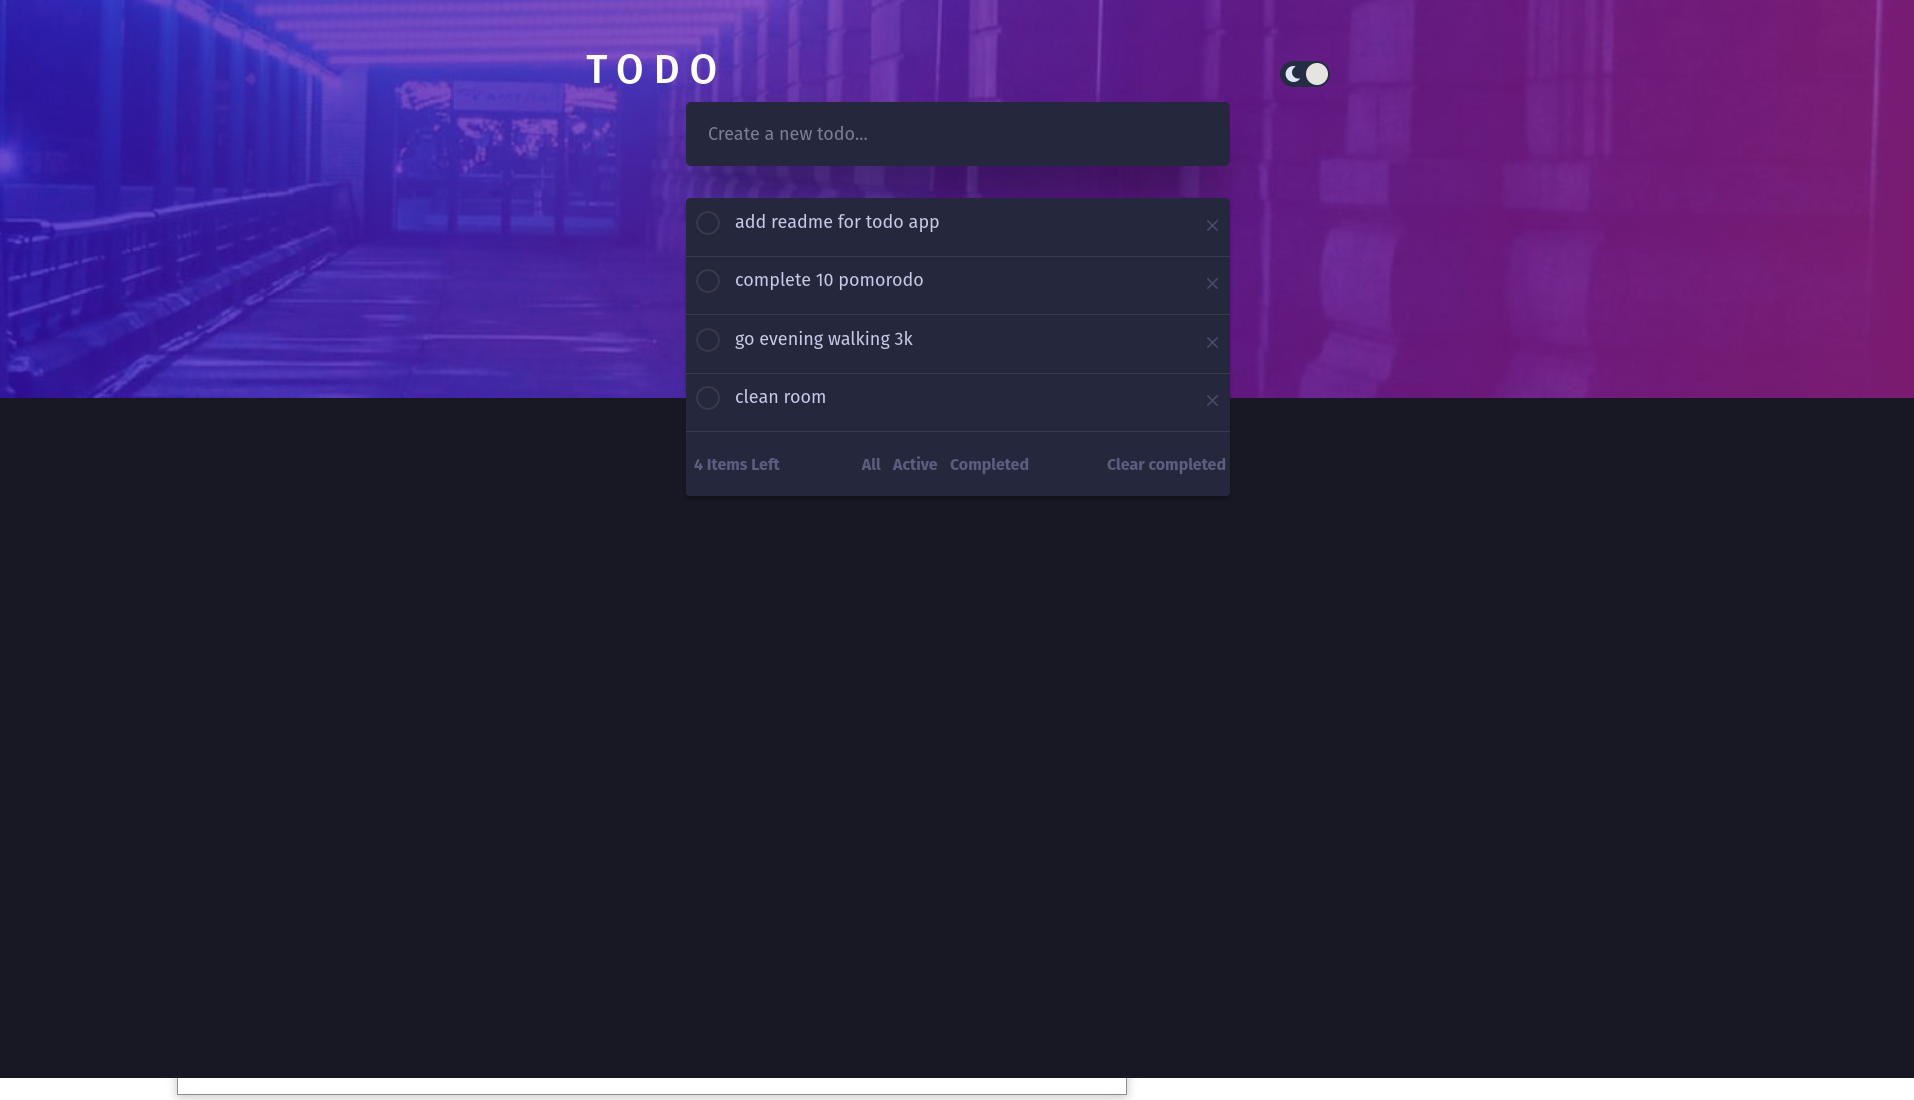 TODO
Create a new todo...
add readme for todo app
complete 10 pomorodo
go evening walking 3k
clean room
4 Items Left All Active Completed Clear completed